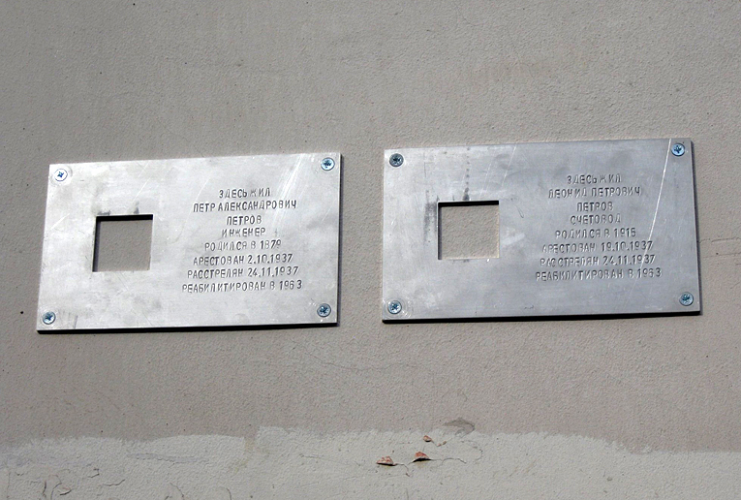 ЗДЕСЬ ЖИЛ
ПЕТР АЛЕКСАНДРОВИЧ
ПЕТРОВ
ИНЖЕНЕР
РОДИЛСЯ В 1879
АРЕСТОВАН 2.10.1937
РАССТРЕЛЯН 24.11.1937
РЕАБИЛИТИРОВАН В 1963
ЗДЕСЬ ЖИЛ
ЛЕОНИД ПЕТРОВИЧ
ПЕТРОВ
СЧЕТОВОД
РОДИЛСЯ В 1915
АРЕСТОВАН 19.10.1937
РАССТРЕЛЯН 24.11.1937
РЕАБИЛИТИРОВАН В 1963